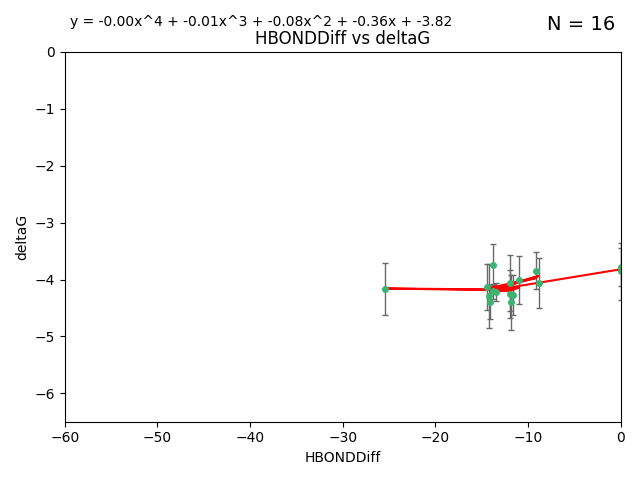 y = -0.00x^4 + -0.01x^3 + -0.08x^2 + -0.36x + -3.82
N = 16
HBONDDiff vs deltaG
0
−1
−2
−3
−4
−5
−6
deltaG
−60 −50 −40 −30 −20 −10 0
HBONDDiff